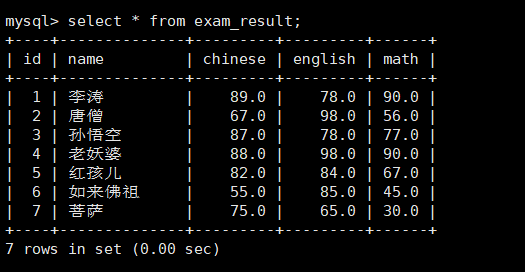 mysql> select * from exam_result;
+----+--------------+---------+---------+------+
| id | name         | chinese | english | math |
+----+--------------+---------+---------+------+
|  1 | 李涛         |    89.0 |    78.0 | 90.0 |
|  2 | 唐僧         |    67.0 |    98.0 | 56.0 |
|  3 | 孙悟空       |    87.0 |    78.0 | 77.0 |
|  4 | 老妖婆       |    88.0 |    98.0 | 90.0 |
|  5 | 红孩儿       |    82.0 |    84.0 | 67.0 |
|  6 | 如来佛祖     |    55.0 |    85.0 | 45.0 |
|  7 | 菩萨         |    75.0 |    65.0 | 30.0 |
+----+--------------+---------+---------+------+
7 rows in set (0.00 sec)